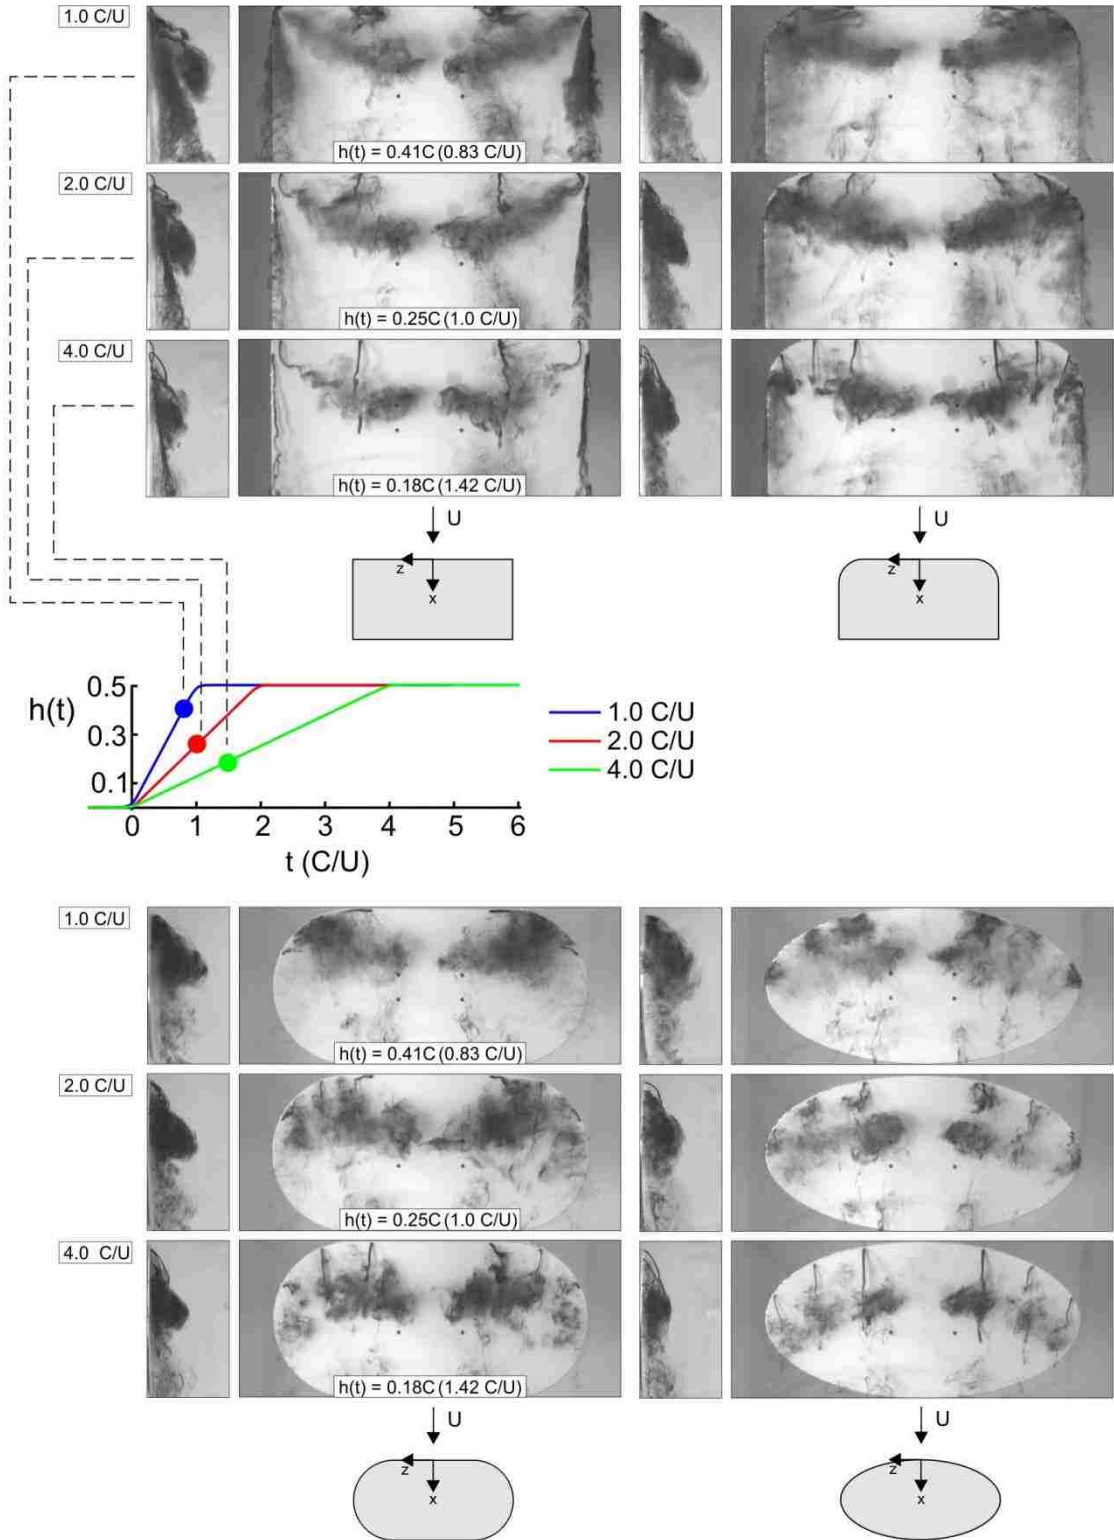 1.0 C/U
h(t) = 0.41C (0.83 C/U)
2.0 C/U
h(t) = 0.25C (1.0 C/U)
4.0 C/U
h(t) = 0.18C (1.42 C/U)
U
U
z
x
z
x
0.5
h(t)
0.3
0.1
0 1 2 3 4 5 6
t (C/U)
1.0 C/U
2.0 C/U
4.0 C/U
1.0 C/U
h(t) = 0.41C (0.83 C/U)
2.0 C/U
h(t) = 0.25C (1.0 C/U)
4.0 C/U
h(t) = 0.18C (1.42 C/U)
U
U
z
x
z
x